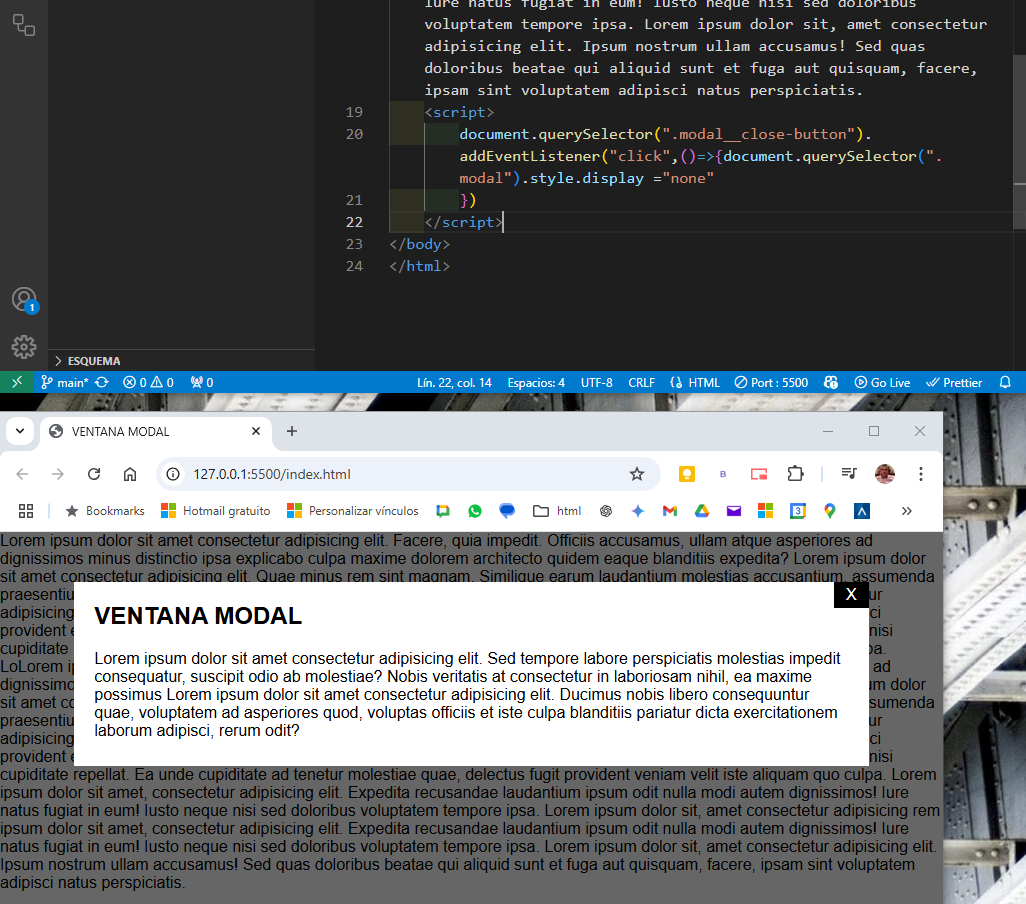 iure natus fugiat in eum! Iusto neque nisi sed doloribus
voluptatem tempore ipsa. Lorem ipsum dolor sit, amet consectetur
adipisicing elit. Ipsum nostrum ullam accusamus! Sed quas
doloribus beatae qui aliquid sunt et fuga aut quisquam, facere,
ipsam sint voluptatem adipisci natus perspiciatis.
19 <script>
20 document.querySelector(".modal__close-button").
addEventListener("click",()=>{document.querySelector(".
modal").style.display ="none"
21 })
22 </script>
23 </body>
24 </html>
1
ESQUEMA
main* 0 0 0 Lín. 22, col. 14 Espacios: 4 UTF-8 CRLF HTML Port : 5500 Go Live Prettier
VENTANA MODAL
127.0.0.1:5500/index.html B
Bookmarks Hotmail gratuito Personalizar vínculos html 3
Lorem ipsum dolor sit amet consectetur adipisicing elit. Facere, quia impedit. Officiis accusamus, ullam atque asperiores ad
dignissimos minus distinctio ipsa explicabo culpa maxime dolorem architecto quidem eaque blanditiis expedita? Lorem ipsum dolor
sit amet consectetur adipisicing elit. Quae minus rem sint magnam. Similique earum laudantium molestias accusantium, assumenda
praesentiu ur
adipisicing ci
provident e nisi
cupiditate pa.
LoLorem ip ad
dignissimo m dolor
sit amet co sumenda
praesentiu ur
adipisicing ci
provident e nisi
X
VENTANA MODAL
Lorem ipsum dolor sit amet consectetur adipisicing elit. Sed tempore labore perspiciatis molestias impedit
consequatur, suscipit odio ab molestiae? Nobis veritatis at consectetur in laboriosam nihil, ea maxime
possimus Lorem ipsum dolor sit amet consectetur adipisicing elit. Ducimus nobis libero consequuntur
quae, voluptatem ad asperiores quod, voluptas officiis et iste culpa blanditiis pariatur dicta exercitationem
laborum adipisci, rerum odit?
cupiditate repellat. Ea unde cupiditate ad tenetur molestiae quae, delectus fugit provident veniam velit iste aliquam quo culpa. Lorem
ipsum dolor sit amet, consectetur adipisicing elit. Expedita recusandae laudantium ipsum odit nulla modi autem dignissimos! Iure
natus fugiat in eum! Iusto neque nisi sed doloribus voluptatem tempore ipsa. Lorem ipsum dolor sit amet, consectetur adipisicing rem
ipsum dolor sit amet, consectetur adipisicing elit. Expedita recusandae laudantium ipsum odit nulla modi autem dignissimos! Iure
natus fugiat in eum! Iusto neque nisi sed doloribus voluptatem tempore ipsa. Lorem ipsum dolor sit, amet consectetur adipisicing elit.
Ipsum nostrum ullam accusamus! Sed quas doloribus beatae qui aliquid sunt et fuga aut quisquam, facere, ipsam sint voluptatem
adipisci natus perspiciatis.